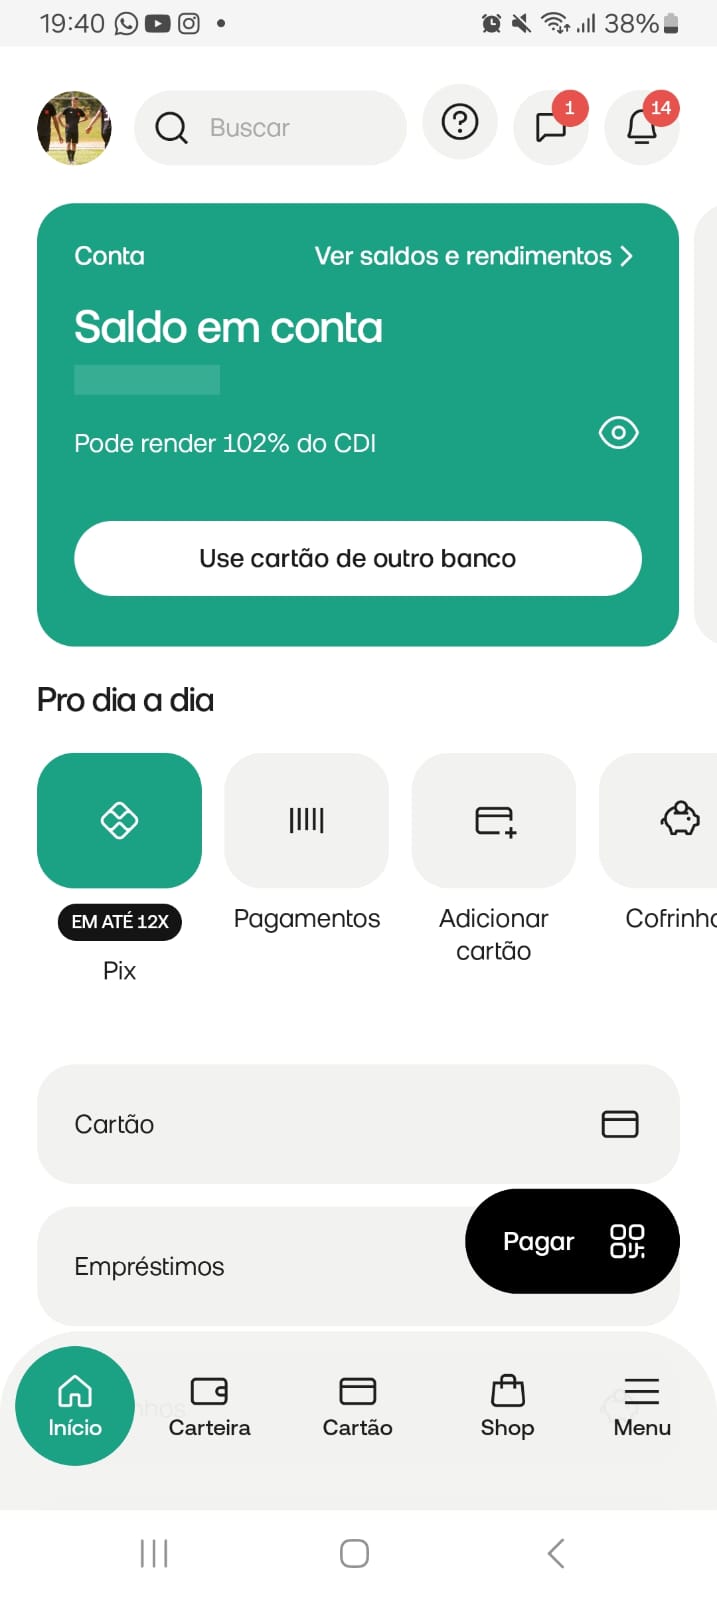 19:40
38%
Buscar
1
14
Conta
Ver saldos e rendimentos
Saldo em conta
Pode render 102% do CDI
Use cartão de outro banco
Pro dia a dia
EM ATÉ 12X
Pix
Pagamentos
Adicionar
cartão
Cofrinho
Cartão
Empréstimos
Pagar
Início
Carteira
Cartão
Shop
Menu